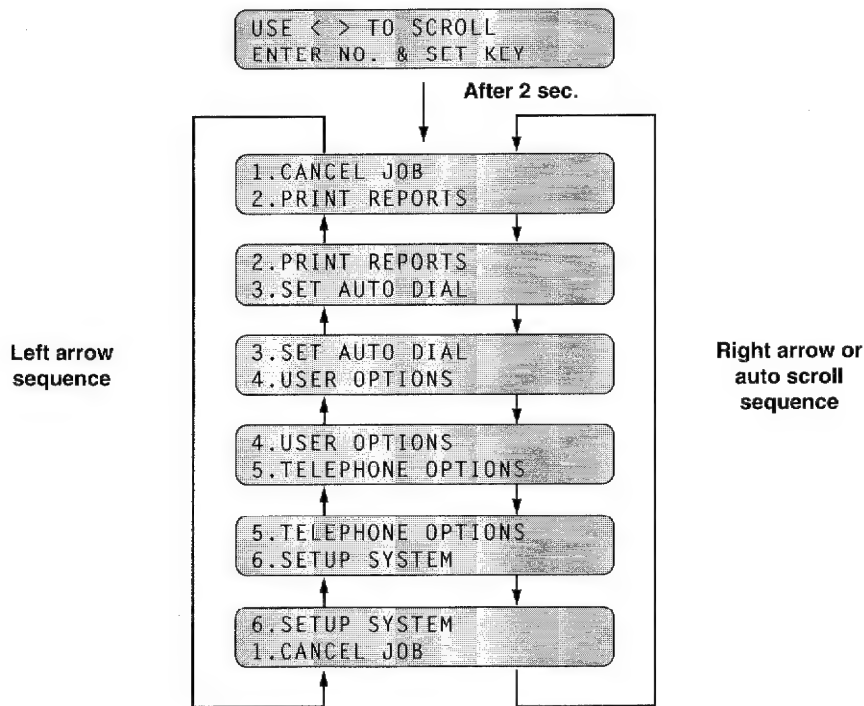 USE < > TO SCROLL
ENTER NO. & SET KEY
After 2 sec.
1.CANCEL JOB
2.PRINT REPORTS
2.PRINT REPORTS
3.SET AUTO DIAL
Left arrow
sequence
3.SET AUTO DIAL
4.USER OPTIONS
Right arrow or
auto scroll
sequence
4.USER OPTIONS
5.TELEPHONE OPTIONS
5.TELEPHONE OPTIONS
6.SETUP SYSTEM
6.SETUP SYSTEM
1.CANCEL JOB